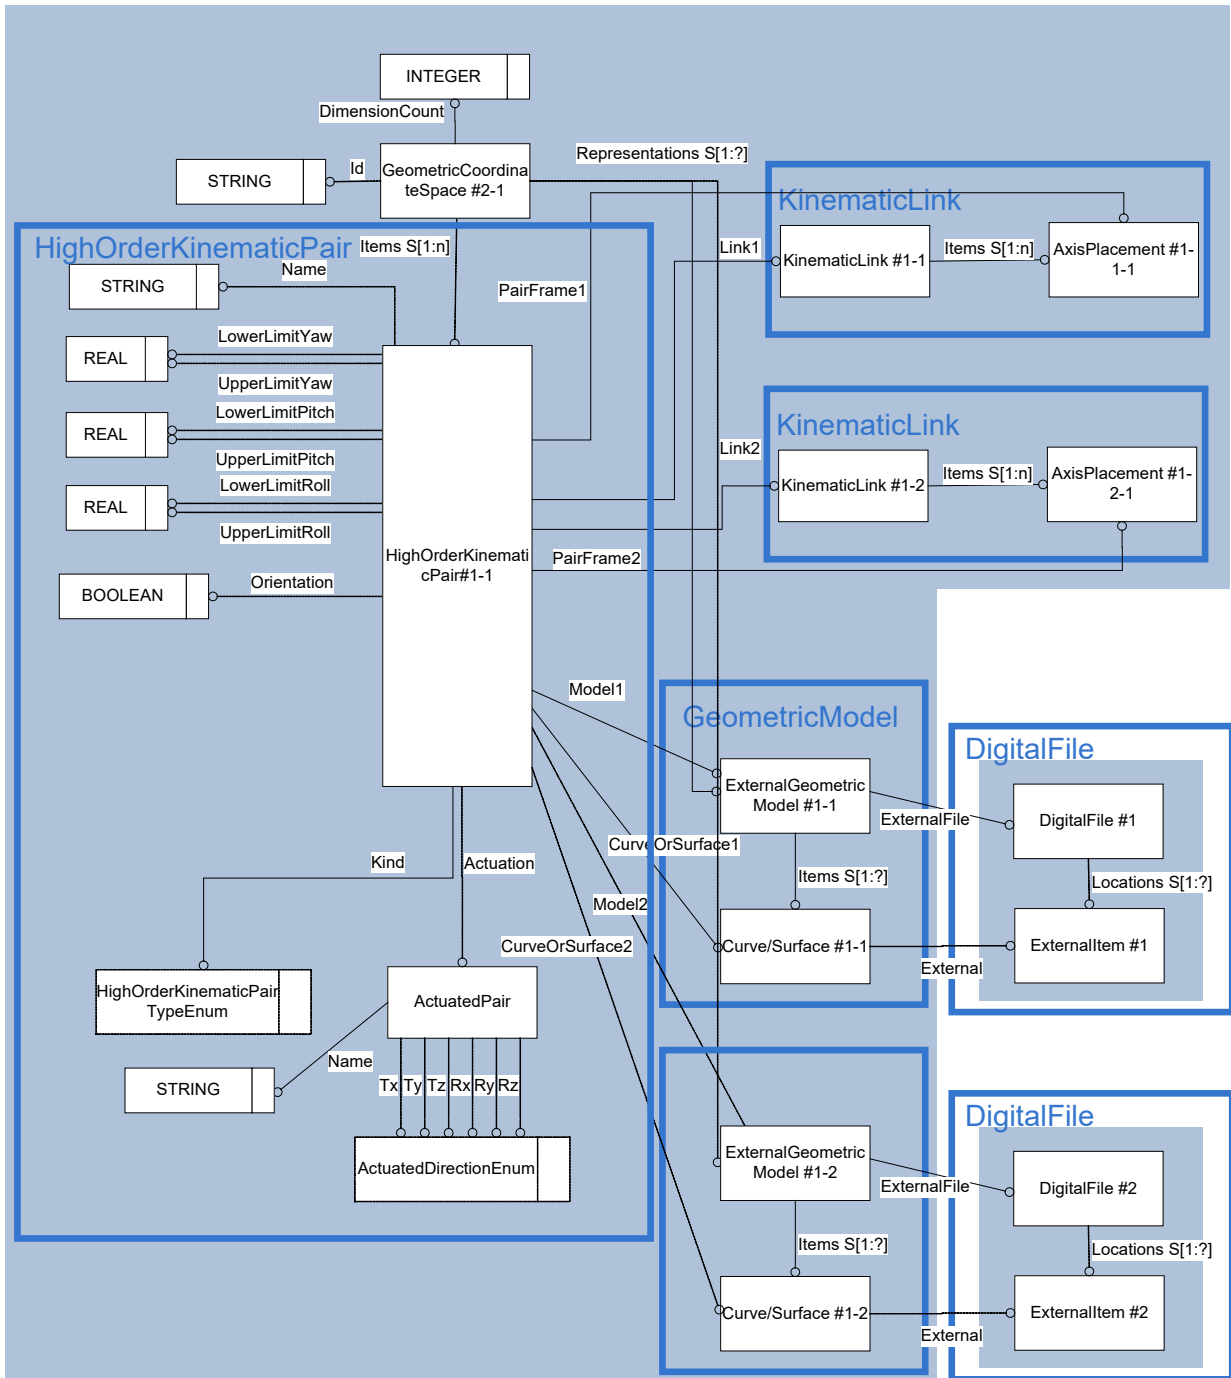 INTEGER
DimensionCount
Representations S[1:?]
Id
STRING
GeometricCoordina
teSpace #2-1
KinematicLink
HighOrderKinematicPair
Items S[1:n]
Link1
KinematicLink #1-1
Items S[1:n]
AxisPlacement #1-
1-1
Name
STRING
PairFrame1
LowerLimitYaw
REAL
UpperLimitYaw
LowerLimitPitch
REAL
UpperLimitPitch
LowerLimitRoll
REAL
UpperLimitRoll
KinematicLink
Link2
KinematicLink #1-2
Items S[1:n]
AxisPlacement #1-
2-1
HighOrderKinemati
cPair#1-1
PairFrame2
Orientation
BOOLEAN
Model1
GeometricModel
DigitalFile
ExternalGeometric
Model #1-1
ExternalFile
DigitalFile #1
CurveOrSurface1
Kind
Actuation
Items S[1:?]
Locations S[1:?]
Model2
CurveOrSurface2
Curve/Surface #1-1
External
ExternalItem #1
HighOrderKinematicPair
TypeEnum
ActuatedPair
Name
STRING
Tx
Ty
Tz
Rx
Ry
Rz
ActuatedDirectionEnum
DigitalFile
ExternalGeometric
Model #1-2
ExternalFile
DigitalFile #2
Items S[1:?]
Locations S[1:?]
Curve/Surface #1-2
External
ExternalItem #2